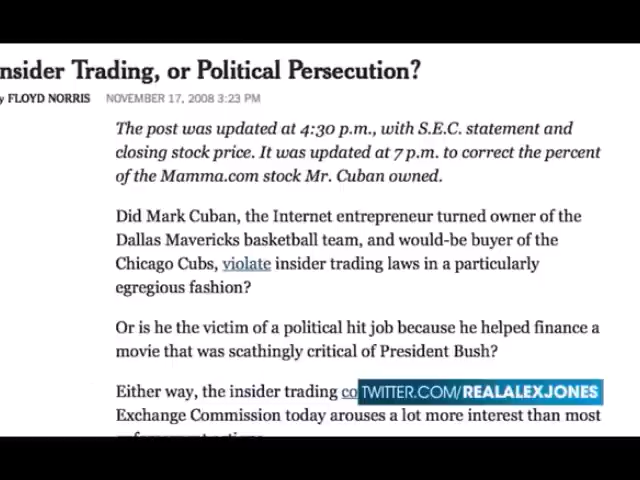 nsider Trading, or Political Persecution?
y FLOYD NORRIS NOVEMBER 17, 2008 3:23 PM
The post was updated at 4:30 p.m., with S.E.C. statement and
closing stock price. It was updated at 7 p.m. to correct the percent
of the Mamma.com stock Mr. Cuban owned.
Did Mark Cuban, the Internet entrepreneur turned owner of the
Dallas Mavericks basketball team, and would-be buyer of the
Chicago Cubs, violate insider trading laws in a particularly
egregious fashion?
Or is he the victim of a political hit job because he helped finance a
movie that was scathingly critical of President Bush?
Either way, the insider trading co
TWITTER.COM/REALALEXJONES
Exchange Commission today arouses a lot more interest than most